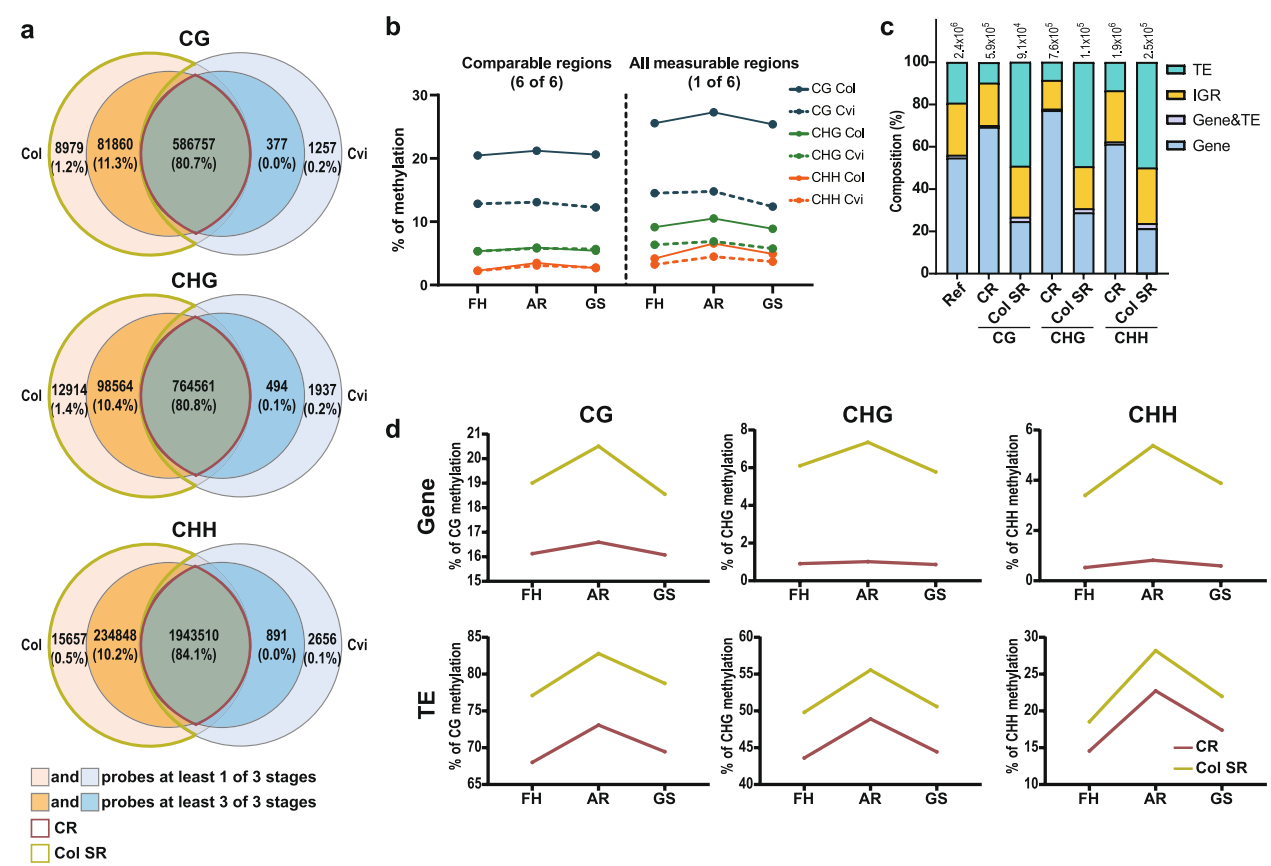 a
CG
Col
8979
(1.2%)
81860
(11.3%)
586757
(80.7%)
377
(0.0%)
1257
(0.2%)
Cvi
CHG
Col
12914
(1.4%)
98564
(10.4%)
764561
(80.8%)
494
(0.1%)
1937
(0.2%)
Cvi
CHH
Col
15657
(0.5%)
234848
(10.2%)
1943510
(84.1%)
891
(0.0%)
2656
(0.1%)
Cvi
and probes at least 1 of 3 stages
and probes at least 3 of 3 stages
CR
Col SR
b
Comparable regions
(6 of 6)
All measurable regions
(1 of 6)
% of methylation
30
20
10
0
FH AR GS FH AR GS
CG Col
CG Cvi
CHG Col
CHG Cvi
CHH Col
CHH Cvi
c
2.4x10⁶ 5.9x10⁵ 9.1x10⁴ 7.6x10⁵ 1.1x10⁵ 1.9x10⁶ 2.5x10⁵
Composition (%)
100
80
60
40
20
0
Ref CR Col SR CR Col SR CR Col SR
CG CHG CHH
TE
IGR
Gene&TE
Gene
d
CG CHG CHH
Gene
% of CG methylation
21
20
19
18
17
16
15
FH AR GS
% of CHG methylation
8
6
4
2
0
FH AR GS
% of CHH methylation
6
4
2
0
FH AR GS
TE
% of CG methylation
85
80
75
70
65
FH AR GS
% of CHG methylation
60
55
50
45
40
FH AR GS
% of CHH methylation
30
25
20
15
10
FH AR GS
CR
Col SR